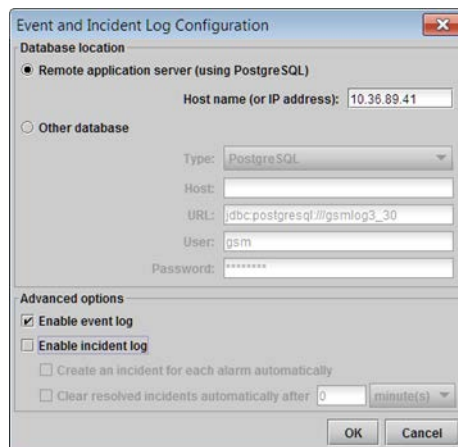 Event and Incident Log Configuration
Database location
Remote application server (using PostgreSQL)
Host name (or IP address): 10.36.89.41
Other database
Type: PostgreSQL
Host:
URL: jdbc:postgresql:///gsmlog3_30
User: gsm
Password: ********
Advanced options
Enable event log
Enable incident log
Create an incident for each alarm automatically
Clear resolved incidents automatically after 0 minute(s)
OK Cancel